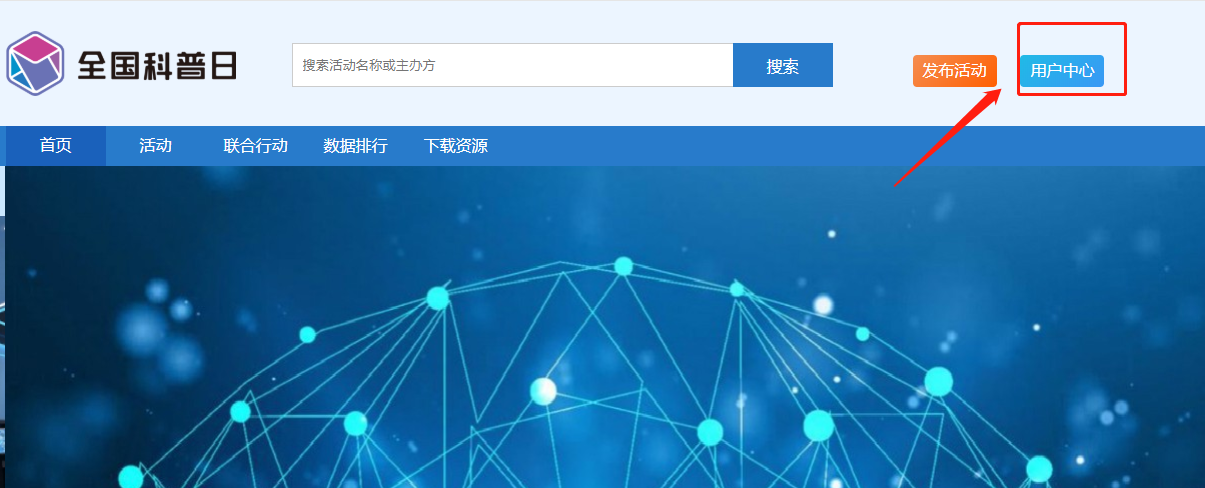 全国科普日
搜索活动名称或主办方
搜索
发布活动
用户中心
首页
活动
联合行动
数据排行
下载资源